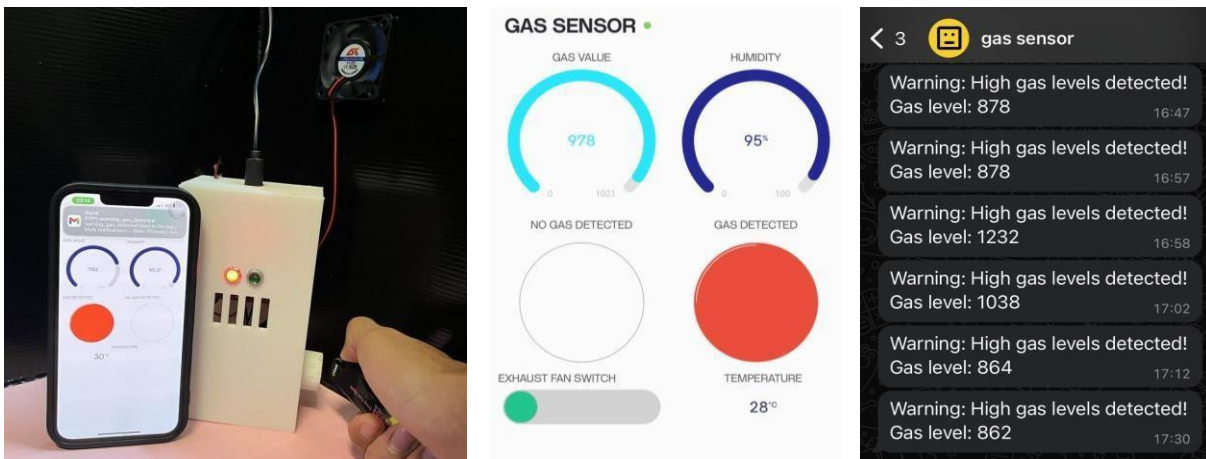 GAS SENSOR
GAS VALUE
HUMIDITY
978
95%
0
1021
0
100
NO GAS DETECTED
GAS DETECTED
EXHAUST FAN SWITCH
TEMPERATURE
28°C
3
gas sensor
Warning: High gas levels detected!
Gas level: 878
16:47
Warning: High gas levels detected!
Gas level: 878
16:57
Warning: High gas levels detected!
Gas level: 1232
16:58
Warning: High gas levels detected!
Gas level: 1038
17:02
Warning: High gas levels detected!
Gas level: 864
17:12
Warning: High gas levels detected!
Gas level: 862
17:30